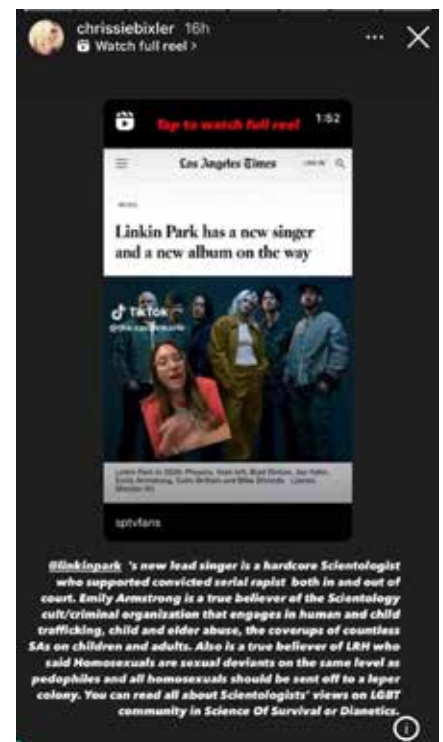 chrissiebixler 16h
Watch full reel >
Tap to watch full reel 1:52
Los Angeles Times
Linkin Park has a new singer
and a new album on the way
TikTok
sptvfans
@linkinpark 's new lead singer is a hardcore Scientologist
who supported convicted serial rapist both in and out of
court. Emily Armstrong is a true believer of the Scientology
cult/criminal organization that engages in human and child
trafficking, child and elder abuse, the coverups of countless
SAs on children and adults. Also is a true believer of LRH who
said Homosexuals are sexual deviants on the same level as
pedophiles and all homosexuals should be sent off to a leper
colony. You can read all about Scientologists' views on LGBT
community in Science Of Survival or Dianetics.